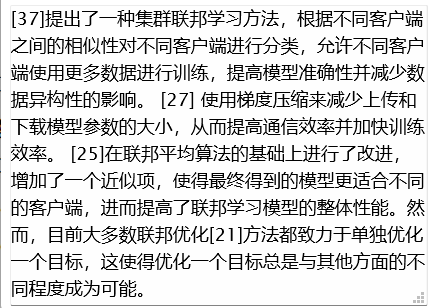 [37]提出了一种集群联邦学习方法，根据不同客户端
之间的相似性对不同客户端进行分类，允许不同客户
端使用更多数据进行训练，提高模型准确性并减少数
据异构性的影响。 [27] 使用梯度压缩来减少上传和
下载模型参数的大小，从而提高通信效率并加快训练
效率。 [25]在联邦平均算法的基础上进行了改进，
增加了一个近似项，使得最终得到的模型更适合不同
的客户端，进而提高了联邦学习模型的整体性能。然
而，目前大多数联邦优化[21]方法都致力于单独优化
一个目标，这使得优化一个目标总是与其他方面的不
同程度成为可能。